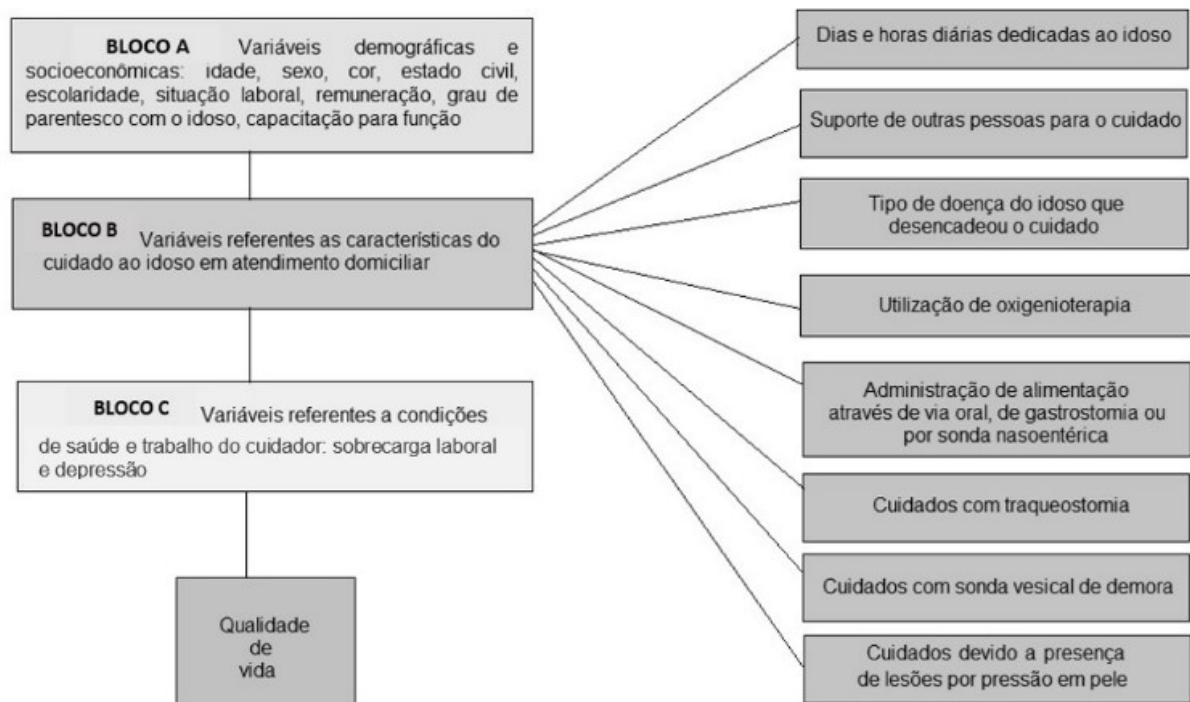 BLOCO A Variáveis demográficas e
socioeconômicas: idade, sexo, cor, estado civil,
escolaridade, situação laboral, remuneração, grau de
parentesco com o idoso, capacitação para função
BLOCO B Variáveis referentes as características do
cuidado ao idoso em atendimento domiciliar
BLOCO C Variáveis referentes a condições
de saúde e trabalho do cuidador: sobrecarga laboral
e depressão
Qualidade
de
vida
Dias e horas diárias dedicadas ao idoso
Suporte de outras pessoas para o cuidado
Tipo de doença do idoso que
desencadeou o cuidado
Utilização de oxigenioterapia
Administração de alimentação
através de via oral, de gastrostomia ou
por sonda nasoentérica
Cuidados com traqueostomia
Cuidados com sonda vesical de demora
Cuidados devido a presença
de lesões por pressão em pele